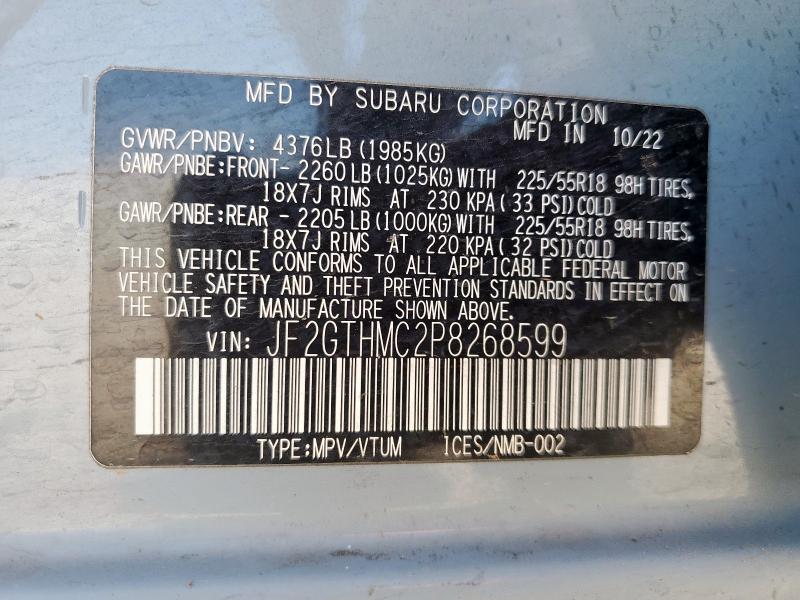 MFD BY SUBARU CORPORATION
MFD IN 10/22
GVWR/PNBV: 4376LB (1985KG)
GAWR/PNBE:FRONT- 2260LB (1025KG) WITH 225/55R18 98H TIRES,
18X7J RIMS AT 230 KPA (33 PSI) COLD
GAWR/PNBE:REAR - 2205LB (1000KG) WITH 225/55R18 98H TIRES,
18X7J RIMS AT 220 KPA (32 PSI) COLD
THIS VEHICLE CONFORMS TO ALL APPLICABLE FEDERAL MOTOR
VEHICLE SAFETY AND THEFT PREVENTION STANDARDS IN EFFECT ON
THE DATE OF MANUFACTURE SHOWN ABOVE.
VIN: JF2GTHMC2P8268599
TYPE:MPV/VTUM ICES/NMB-002